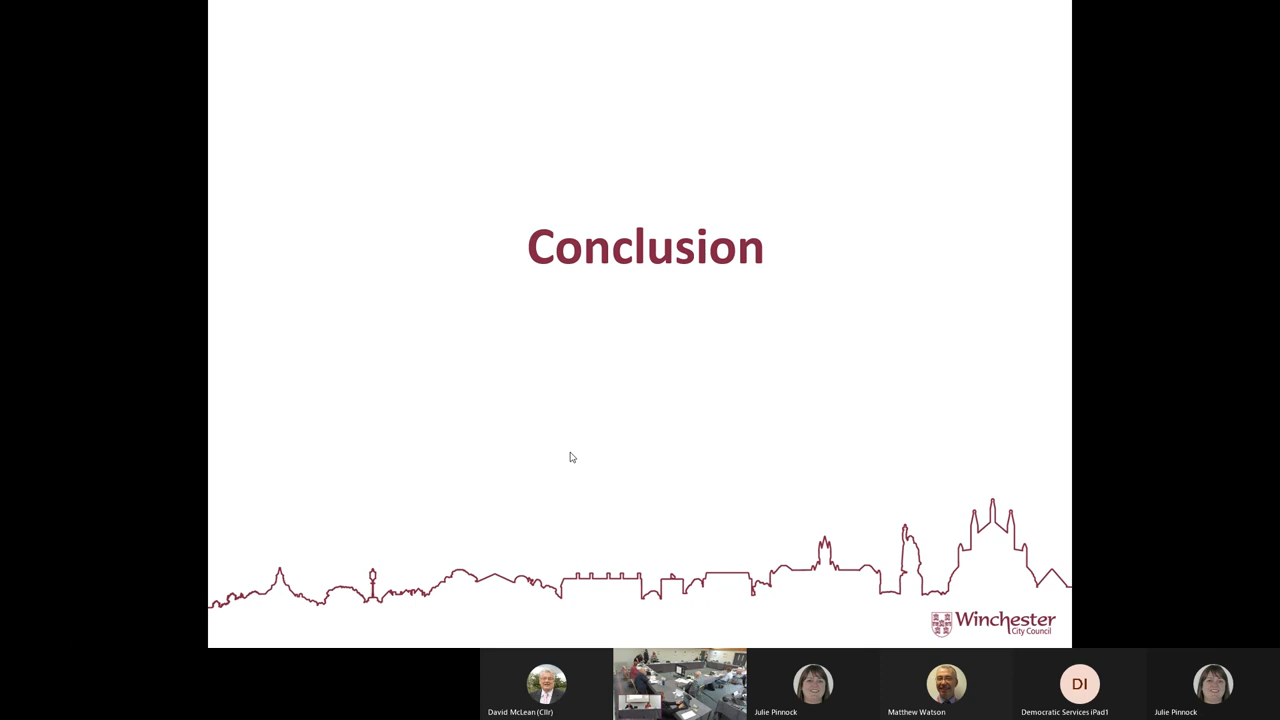 Conclusion
Winchester
City Council
David McLean (Cllr)
Julie Pinnock
Matthew Watson
DI
Democratic Services iPad1
Julie Pinnock